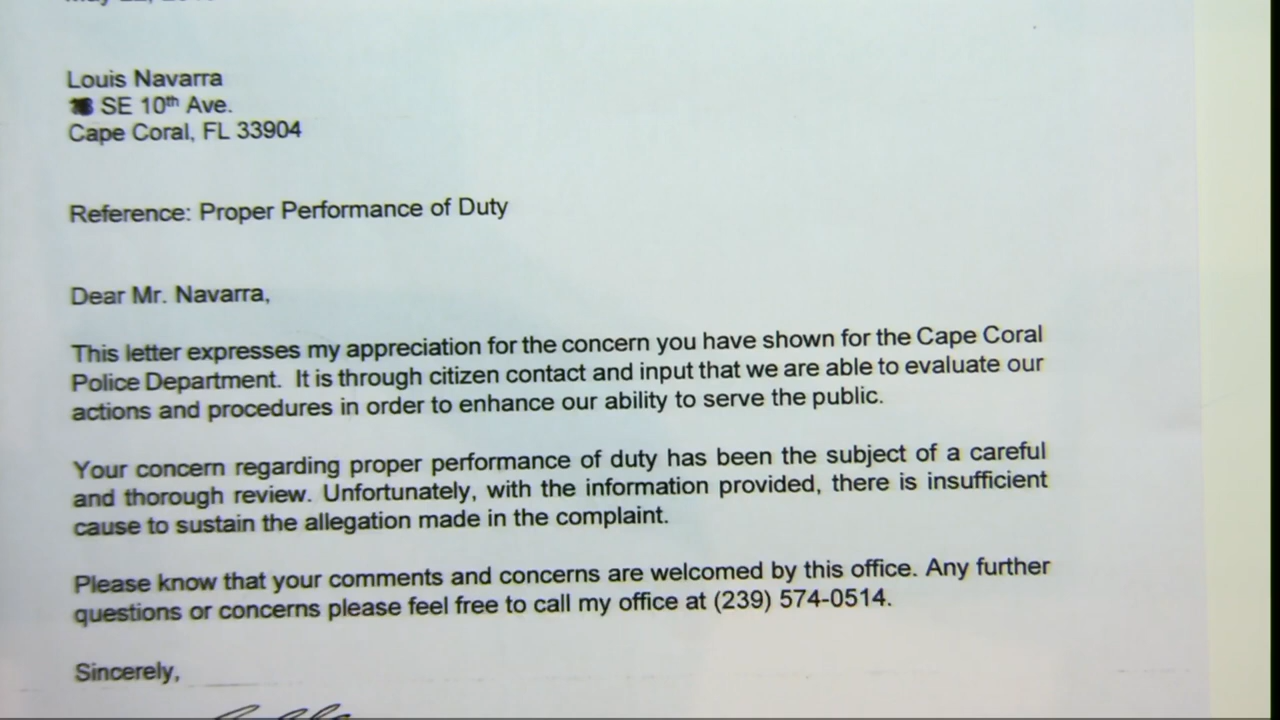 Louis Navarra
SE 10th Ave.
Cape Coral, FL 33904
Reference: Proper Performance of Duty
Dear Mr. Navarra,
This letter expresses my appreciation for the concern you have shown for the Cape Coral
Police Department. It is through citizen contact and input that we are able to evaluate our
actions and procedures in order to enhance our ability to serve the public.
Your concern regarding proper performance of duty has been the subject of a careful
and thorough review. Unfortunately, with the information provided, there is insufficient
cause to sustain the allegation made in the complaint.
Please know that your comments and concerns are welcomed by this office. Any further
questions or concerns please feel free to call my office at (239) 574-0514.
Sincerely,